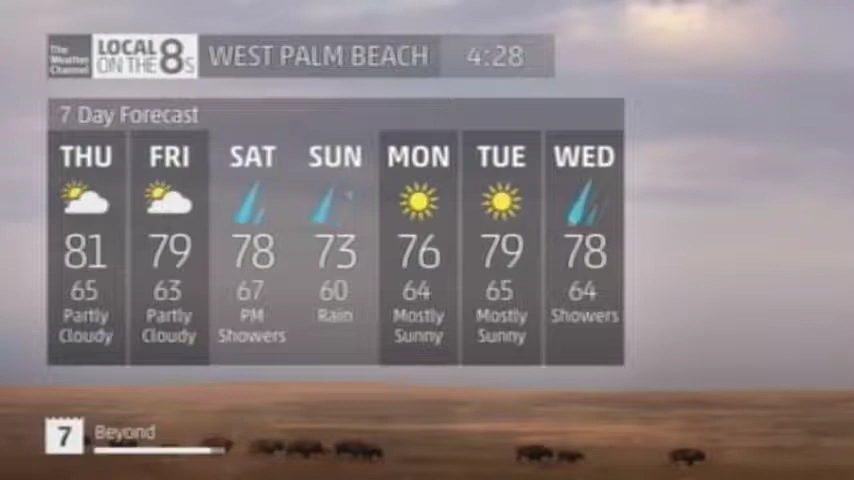 The Weather Channel
LOCAL ON THE 8s
WEST PALM BEACH
4:28
7 Day Forecast
THU FRI SAT SUN MON TUE WED
81 79 78 73 76 79 78
65 63 67 60 64 65 64
Partly Partly PM Rain Mostly Mostly Showers
Cloudy Cloudy Showers Sunny Sunny
7 Beyond